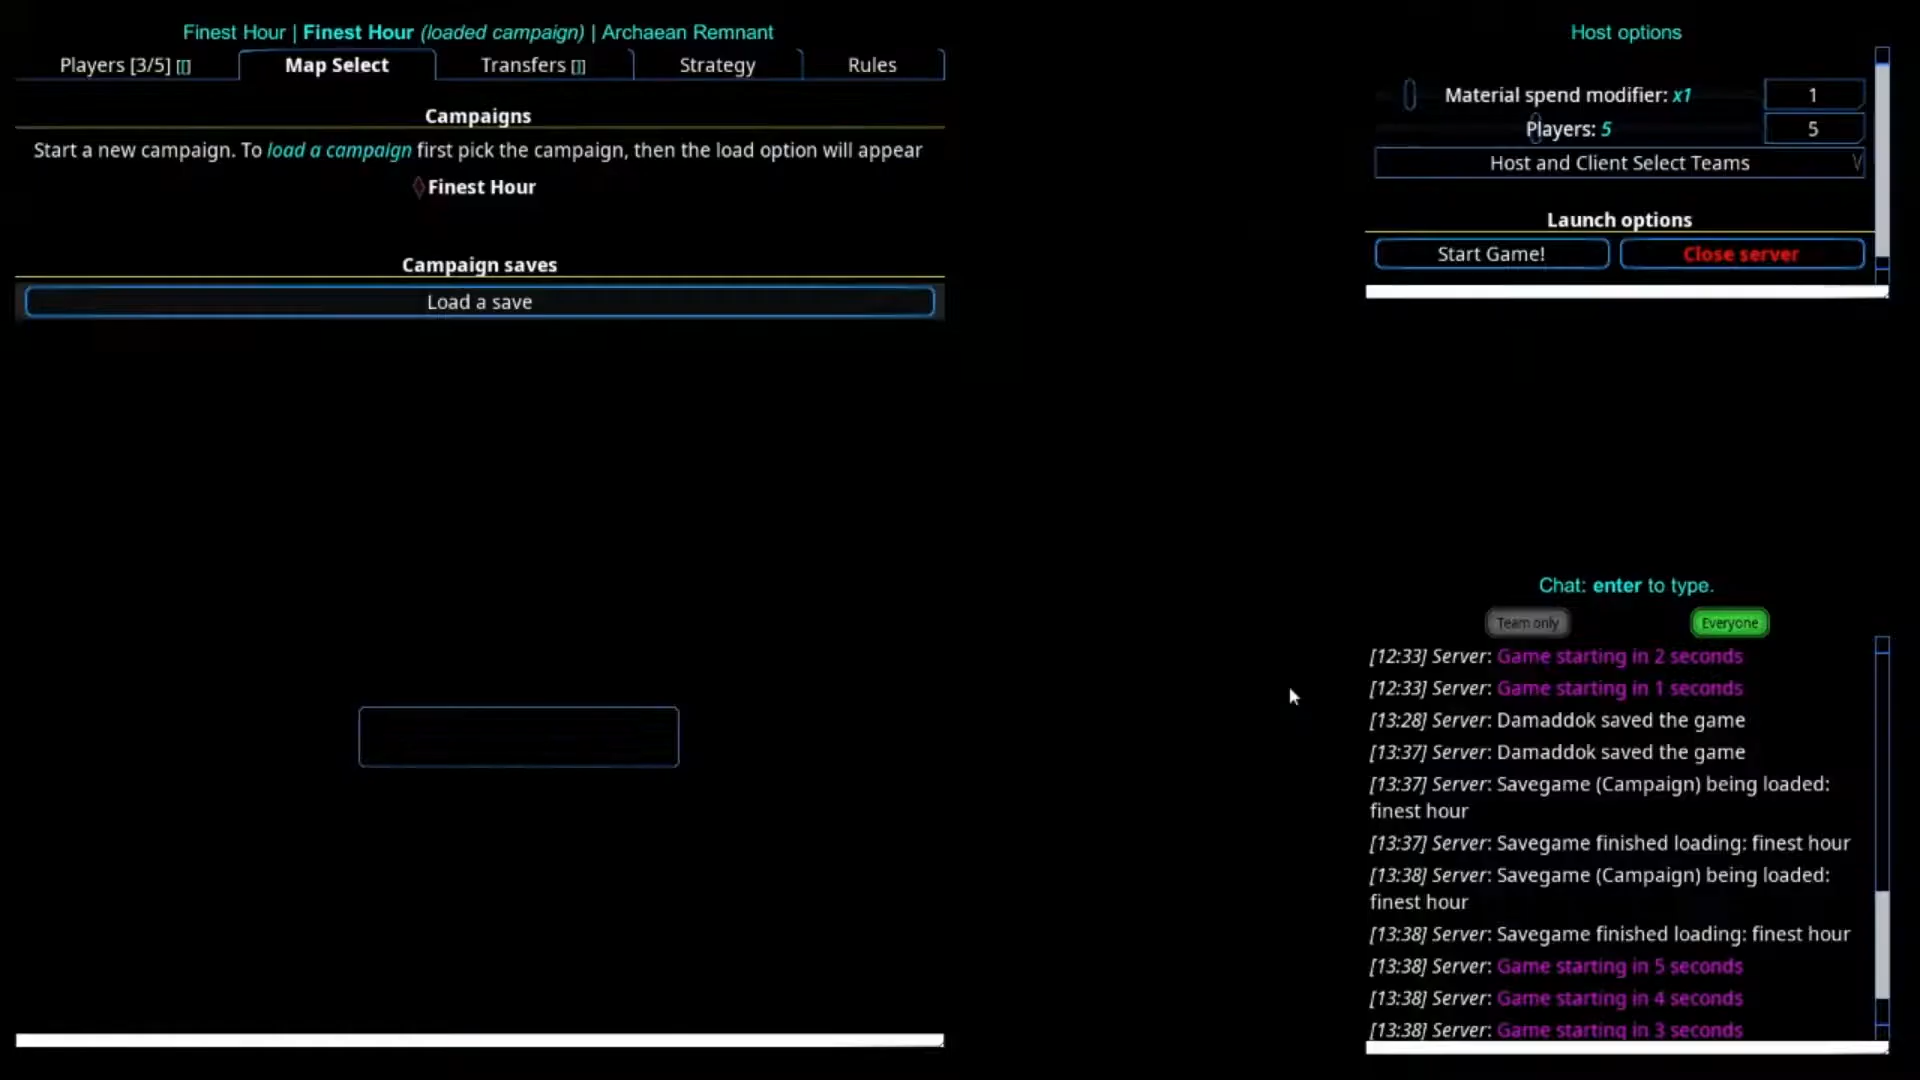 Finest Hour | Finest Hour (loaded campaign) | Archaean Remnant
Players [3/5] []
Map Select
Transfers []
Strategy
Rules
Campaigns
Start a new campaign. To load a campaign first pick the campaign, then the load option will appear
Finest Hour
Campaign saves
Load a save
Host options
Material spend modifier: x1
1
Players: 5
5
Host and Client Select Teams
Launch options
Start Game!
Close server
Chat: enter to type.
Team only
Everyone
[12:33] Server: Game starting in 2 seconds
[12:33] Server: Game starting in 1 seconds
[13:28] Server: Damaddok saved the game
[13:37] Server: Damaddok saved the game
[13:37] Server: Savegame (Campaign) being loaded:
finest hour
[13:37] Server: Savegame finished loading: finest hour
[13:38] Server: Savegame (Campaign) being loaded:
finest hour
[13:38] Server: Savegame finished loading: finest hour
[13:38] Server: Game starting in 5 seconds
[13:38] Server: Game starting in 4 seconds
[13:38] Server: Game starting in 3 seconds